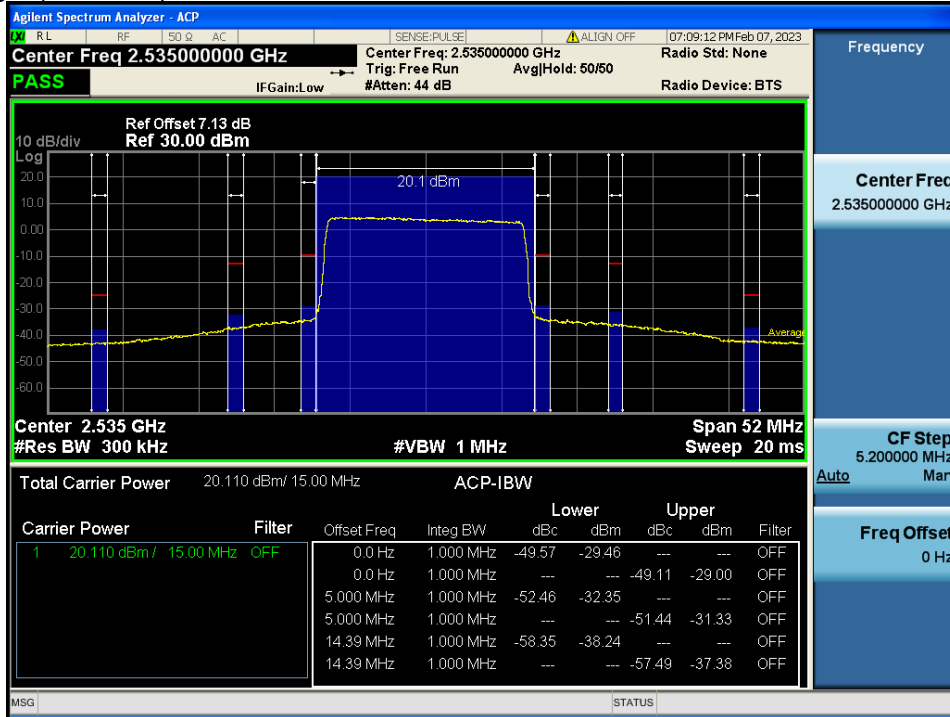 Agilent Spectrum Analyzer - ACP
LXI RL RF 50 Ω AC SENSE:PULSE ALIGN OFF 07:09:12 PM Feb 07, 2023
Center Freq 2.535000000 GHz
Center Freq: 2.535000000 GHz Radio Std: None
Trig: Free Run Avg|Hold: 50/50
PASS
IFGain:Low #Atten: 44 dB Radio Device: BTS
Ref Offset 7.13 dB
10 dB/div Ref 30.00 dBm
Log
20.0
20.1 dBm
10.0
0.00
-10.0
-20.0
-30.0
-40.0
Average
-50.0
-60.0
Center 2.535 GHz Span 52 MHz
#Res BW 300 kHz #VBW 1 MHz Sweep 20 ms
Total Carrier Power 20.110 dBm/ 15.00 MHz ACP-IBW
Lower Upper
Carrier Power Filter Offset Freq Integ BW dBc dBm dBc dBm Filter
1 20.110 dBm / 15.00 MHz OFF 0.0 Hz 1.000 MHz -49.57 -29.46 --- --- OFF
0.0 Hz 1.000 MHz --- --- -49.11 -29.00 OFF
5.000 MHz 1.000 MHz -52.46 -32.35 --- --- OFF
5.000 MHz 1.000 MHz --- --- -51.44 -31.33 OFF
14.39 MHz 1.000 MHz -58.35 -38.24 --- --- OFF
14.39 MHz 1.000 MHz --- --- -57.49 -37.38 OFF
MSG STATUS
Frequency
Center Freq
2.535000000 GHz
CF Step
5.200000 MHz
Auto Man
Freq Offset
0 Hz